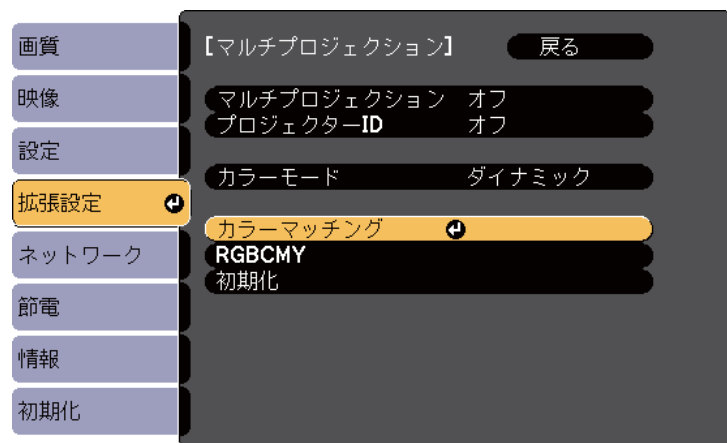 画質
映像
設定
拡張設定
ネットワーク
節電
情報
初期化
[マルチプロジェクション] 戻る
マルチプロジェクション オフ
プロジェクターID オフ
カラーモード ダイナミック
カラーマッチング
RGBCMY
初期化